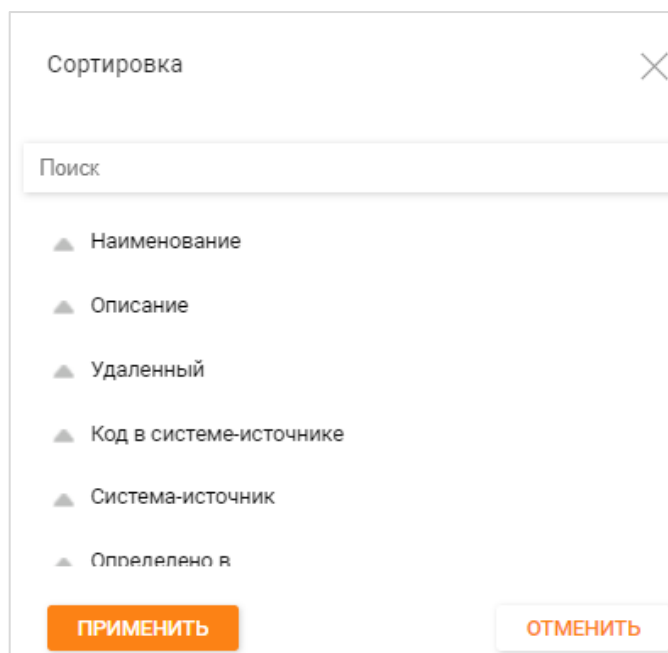 Сортировка
Поиск
Наименование
Описание
Удаленный
Код в системе-источнике
Система-источник
Определено в
ПРИМЕНИТЬ ОТМЕНИТЬ